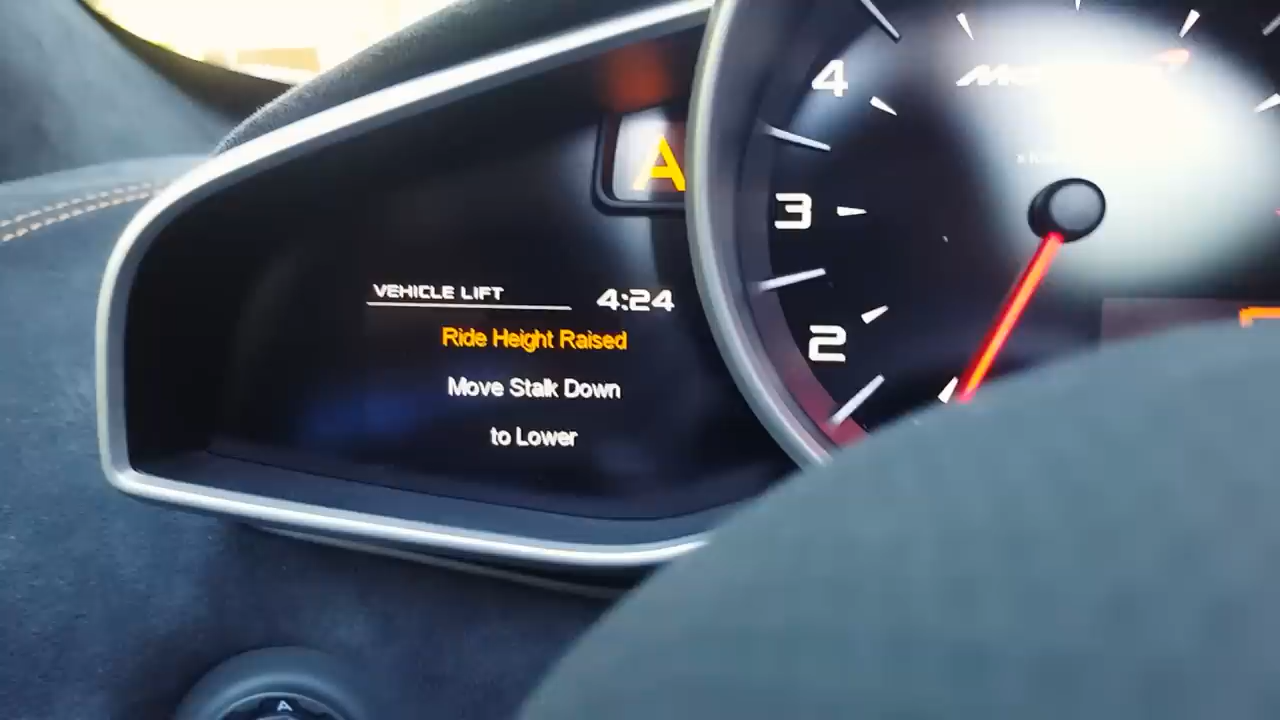 A
VEHICLE LIFT
4:24
Ride Height Raised
Move Stalk Down
to Lower
4
3
2
A